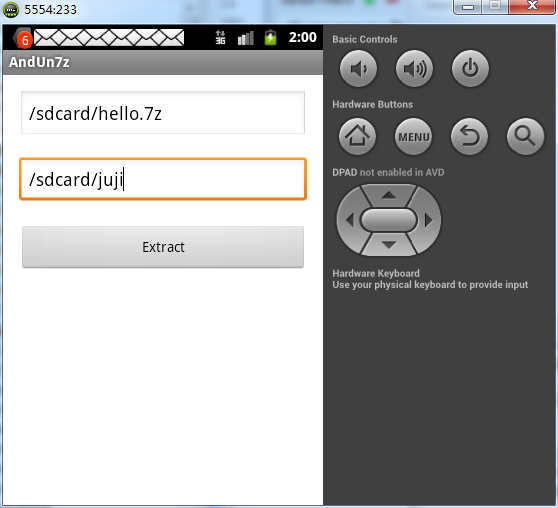 5554:233
6
3G
2:00
AndUn7z
/sdcard/hello.7z
/sdcard/juji
Extract
Basic Controls
Hardware Buttons
MENU
DPAD not enabled in AVD
Hardware Keyboard
Use your physical keyboard to provide input